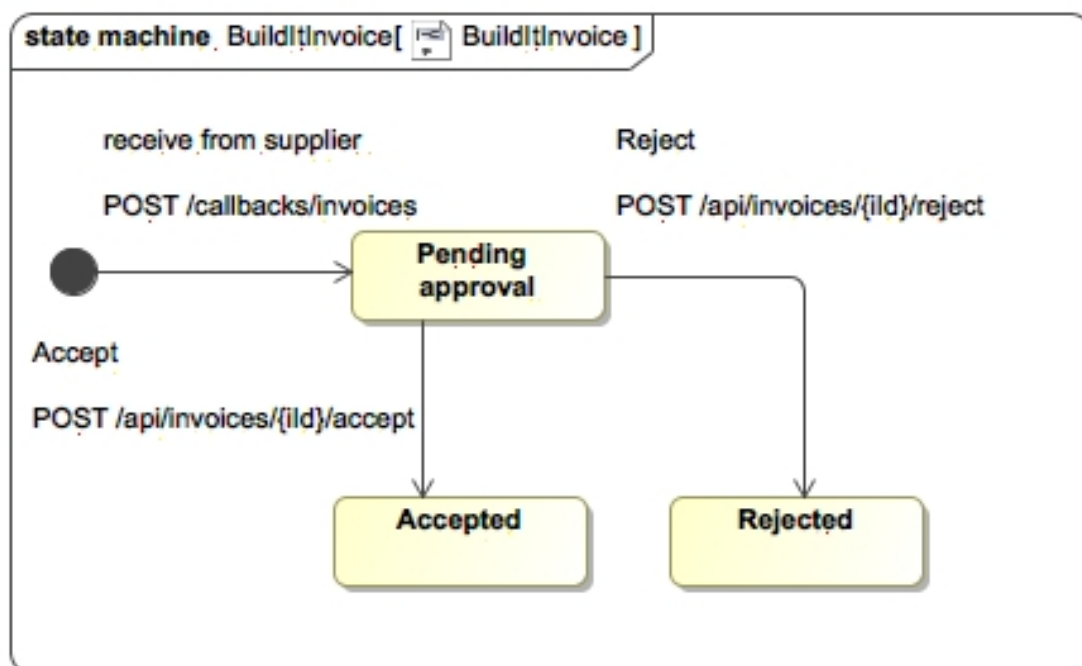 state machine BuildItInvoice[ BuildItInvoice ]
receive from supplier
POST /callbacks/invoices
Reject
POST /api/invoices/{iId}/reject
Pending
approval
Accept
POST /api/invoices/{iId}/accept
Accepted
Rejected